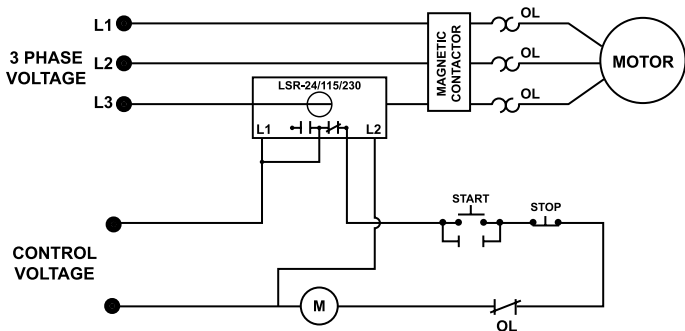 L1
OL
3 PHASE
VOLTAGE
L2
OL
MAGNETIC
CONTACTOR
MOTOR
L3
LSR-24/115/230
OL
L1
L2
START
STOP
CONTROL
VOLTAGE
M
OL